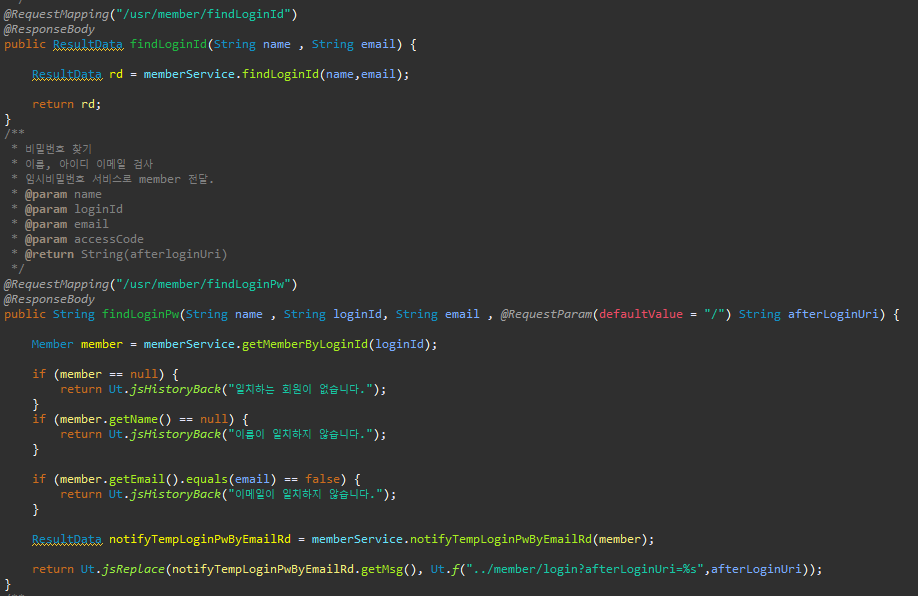 @RequestMapping("/usr/member/findLoginId")
@ResponseBody
public ResultData findLoginId(String name , String email) {
ResultData rd = memberService.findLoginId(name,email);
return rd;
}
/**
* 비밀번호 찾기
* 이름, 아이디 이메일 검사
* 임시비밀번호 서비스로 member 전달.
* @param name
* @param loginId
* @param email
* @param accessCode
* @return String(afterloginUri)
*/
@RequestMapping("/usr/member/findLoginPw")
@ResponseBody
public String findLoginPw(String name , String loginId, String email , @RequestParam(defaultValue = "/") String afterLoginUri) {
Member member = memberService.getMemberByLoginId(loginId);
if (member == null) {
return Ut.jsHistoryBack("일치하는 회원이 없습니다.");
}
if (member.getName() == null) {
return Ut.jsHistoryBack("이름이 일치하지 않습니다.");
}
if (member.getEmail().equals(email) == false) {
return Ut.jsHistoryBack("이메일이 일치하지 않습니다.");
}
ResultData notifyTempLoginPwByEmailRd = memberService.notifyTempLoginPwByEmailRd(member);
return Ut.jsReplace(notifyTempLoginPwByEmailRd.getMsg(), Ut.f("../member/login?afterLoginUri=%s",afterLoginUri));
}